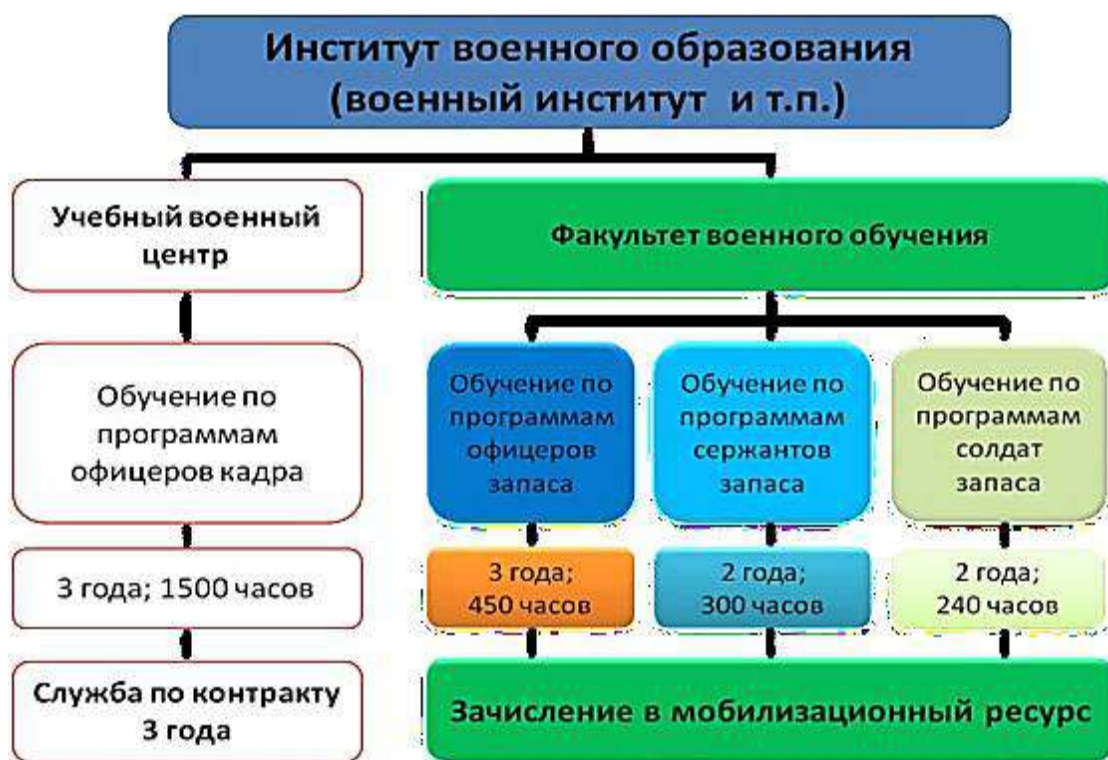 Институт военного образования
(военный институт и т.п.)
Учебный военный
центр
Факультет военного обучения
Обучение по
программам
офицеров кадра
Обучение по
программам
офицеров
запаса
Обучение по
программам
сержантов
запаса
Обучение по
программам
солдат
запаса
3 года; 1500 часов
3 года;
450 часов
2 года;
300 часов
2 года;
240 часов
Служба по контракту
3 года
Зачисление в мобилизационный ресурс